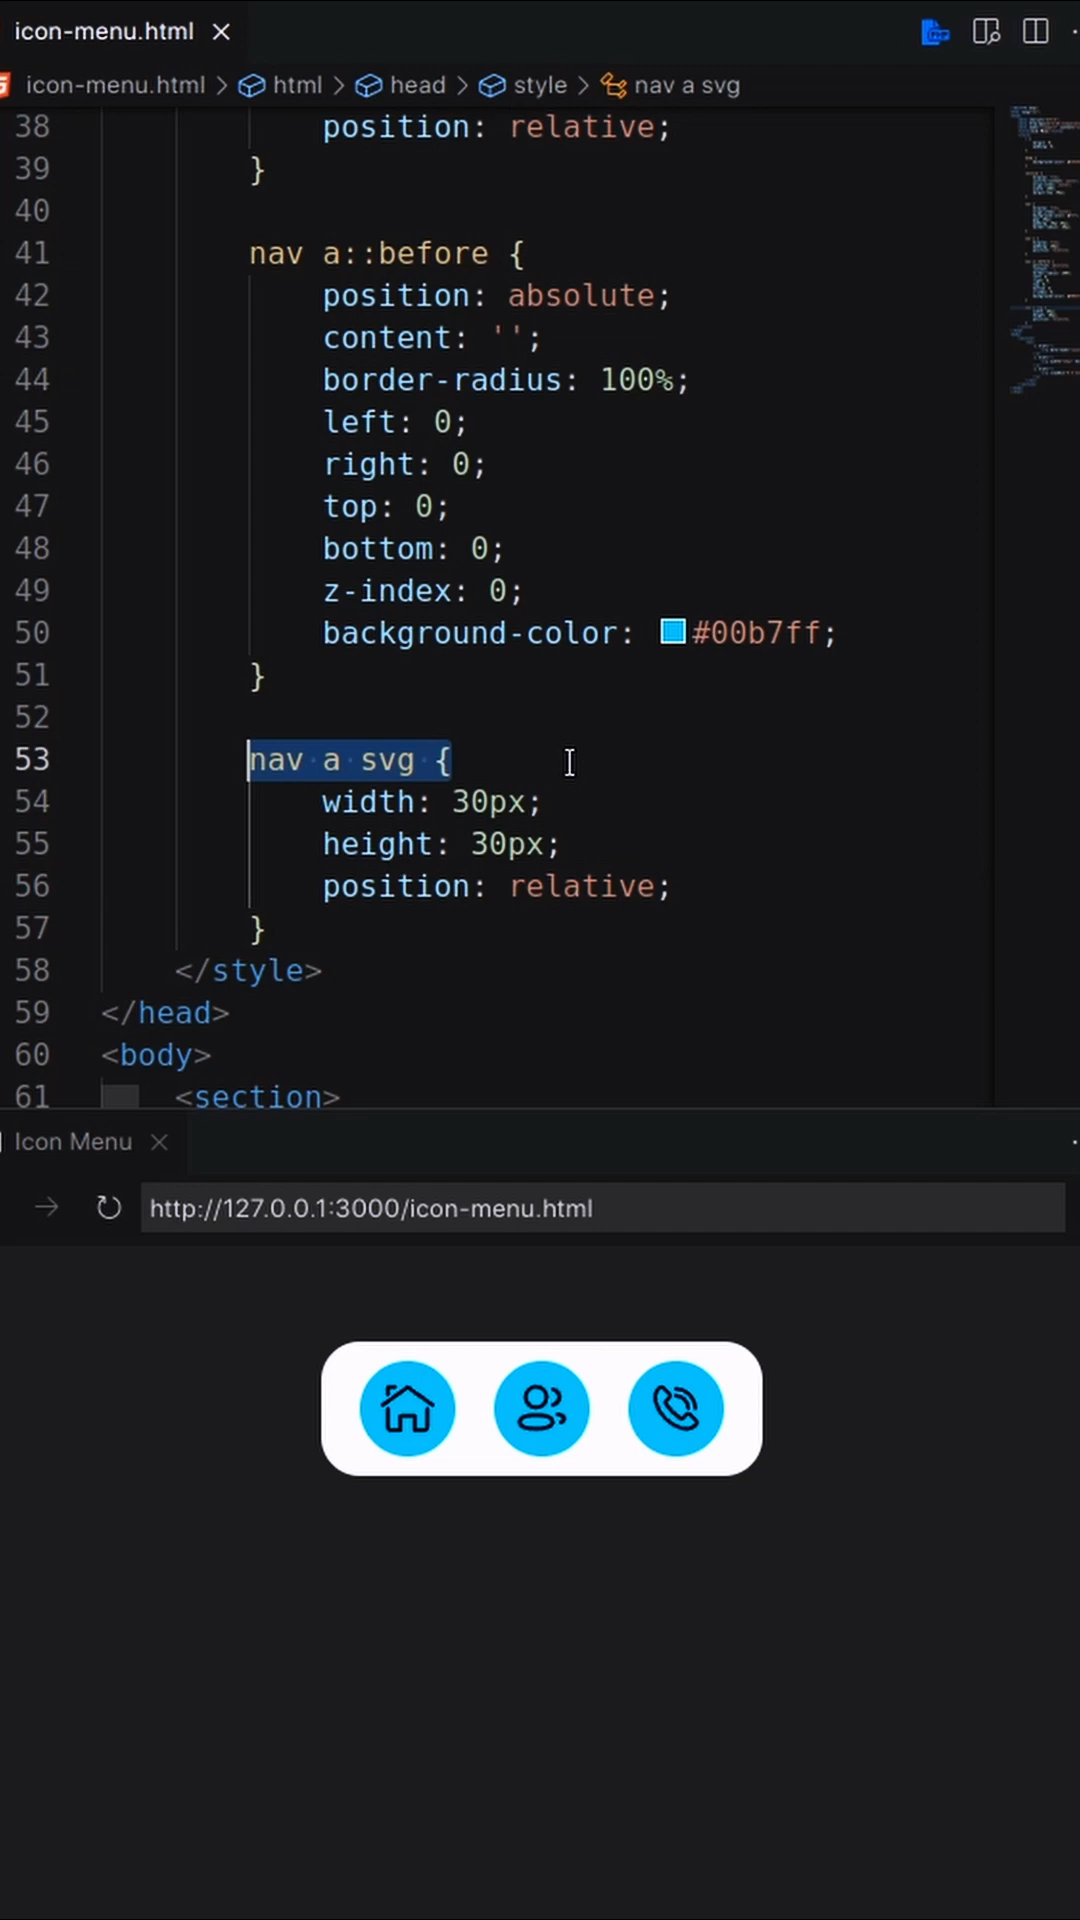 icon-menu.html
icon-menu.html > html > head > style > nav a svg
38 position: relative;
39 }
40
41 nav a::before {
42 position: absolute;
43 content: '';
44 border-radius: 100%;
45 left: 0;
46 right: 0;
47 top: 0;
48 bottom: 0;
49 z-index: 0;
50 background-color: #00b7ff;
51 }
52
53 nav a svg {
54 width: 30px;
55 height: 30px;
56 position: relative;
57 }
58 </style>
59 </head>
60 <body>
61 <section>
Icon Menu
http://127.0.0.1:3000/icon-menu.html